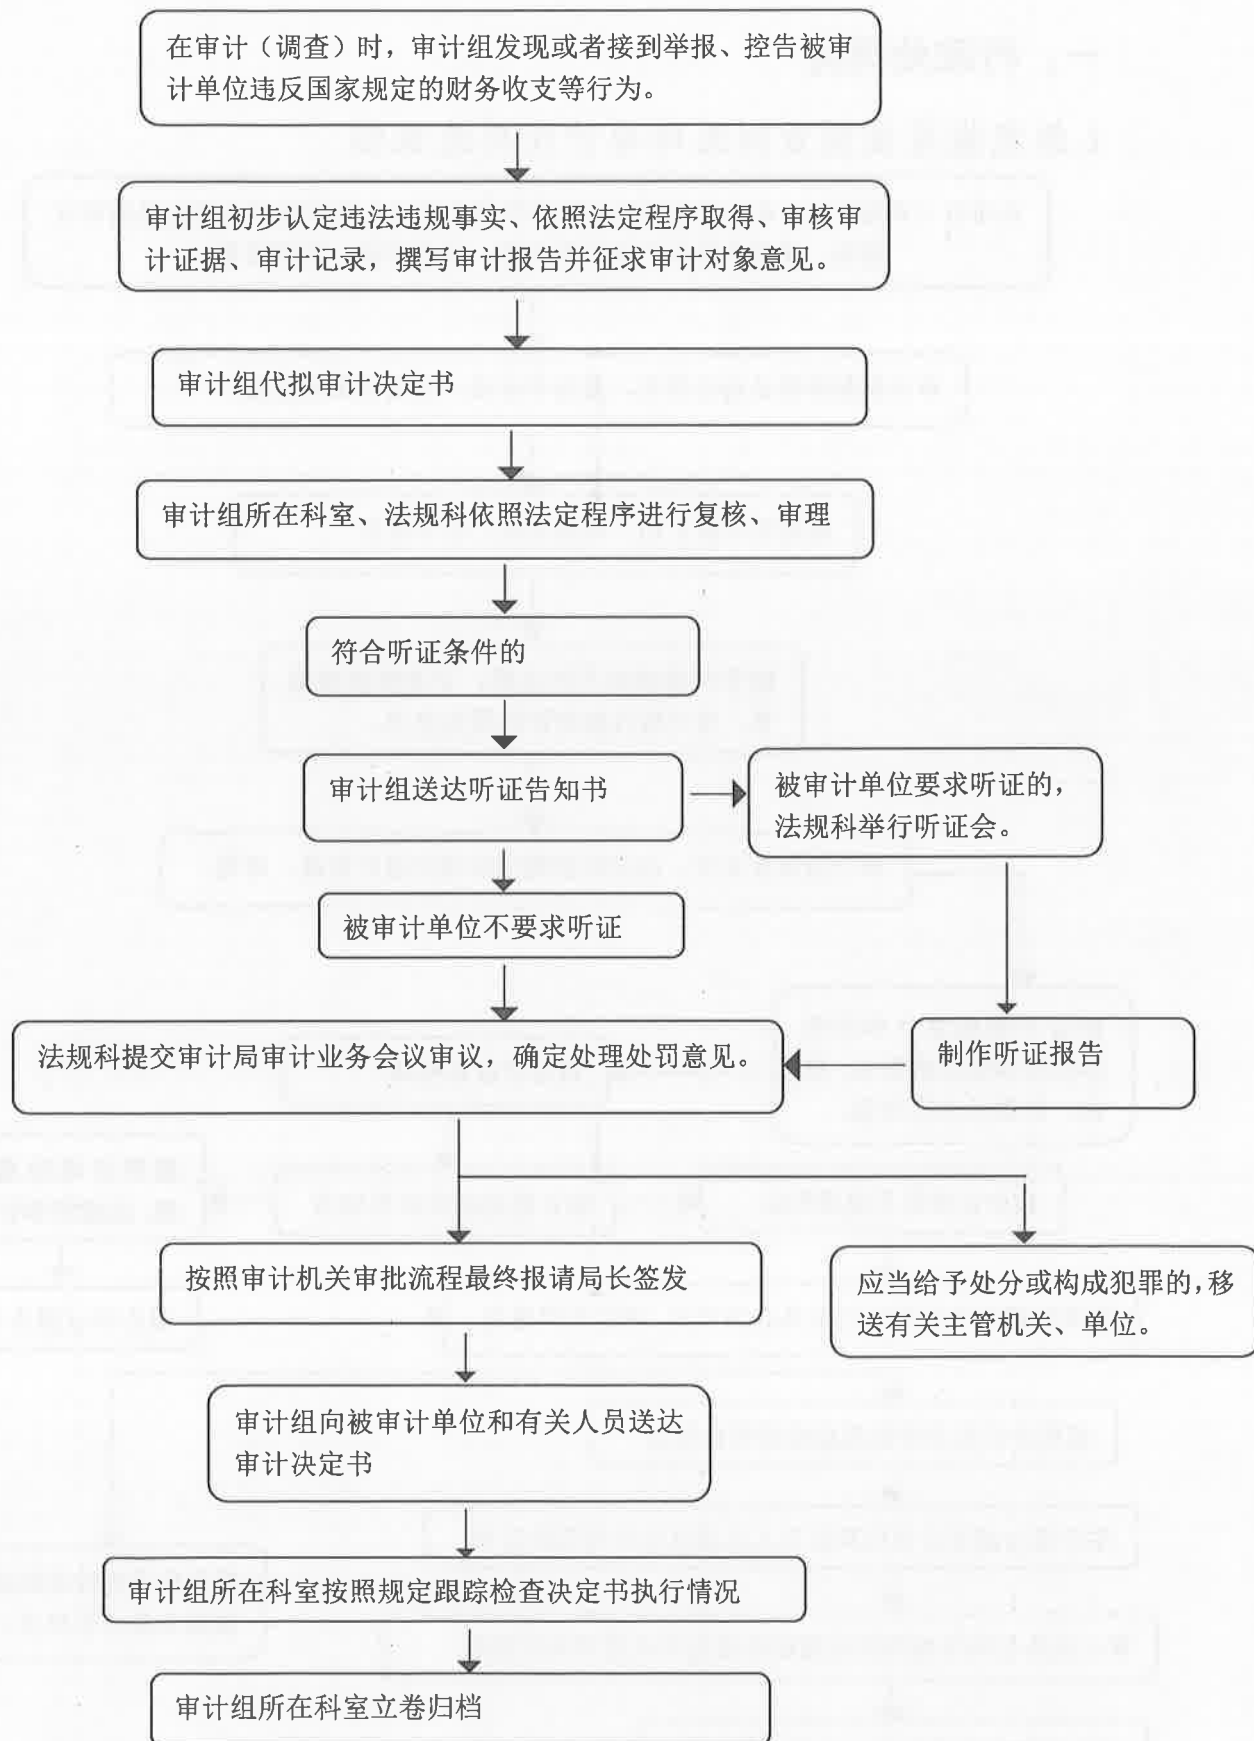 在审计（调查）时，审计组发现或者接到举报、控告被审
计单位违反国家规定的财务收支等行为。
审计组初步认定违法违规事实、依照法定程序取得、审核审
计证据、审计记录，撰写审计报告并征求审计对象意见。
审计组代拟审计决定书
审计组所在科室、法规科依照法定程序进行复核、审理
符合听证条件的
审计组送达听证告知书
被审计单位要求听证的，
法规科举行听证会。
被审计单位不要求听证
法规科提交审计局审计业务会议审议，确定处理处罚意见。
制作听证报告
按照审计机关审批流程最终报请局长签发
应当给予处分或构成犯罪的，移
送有关主管机关、单位。
审计组向被审计单位和有关人员送达
审计决定书
审计组所在科室按照规定跟踪检查决定书执行情况
审计组所在科室立卷归档